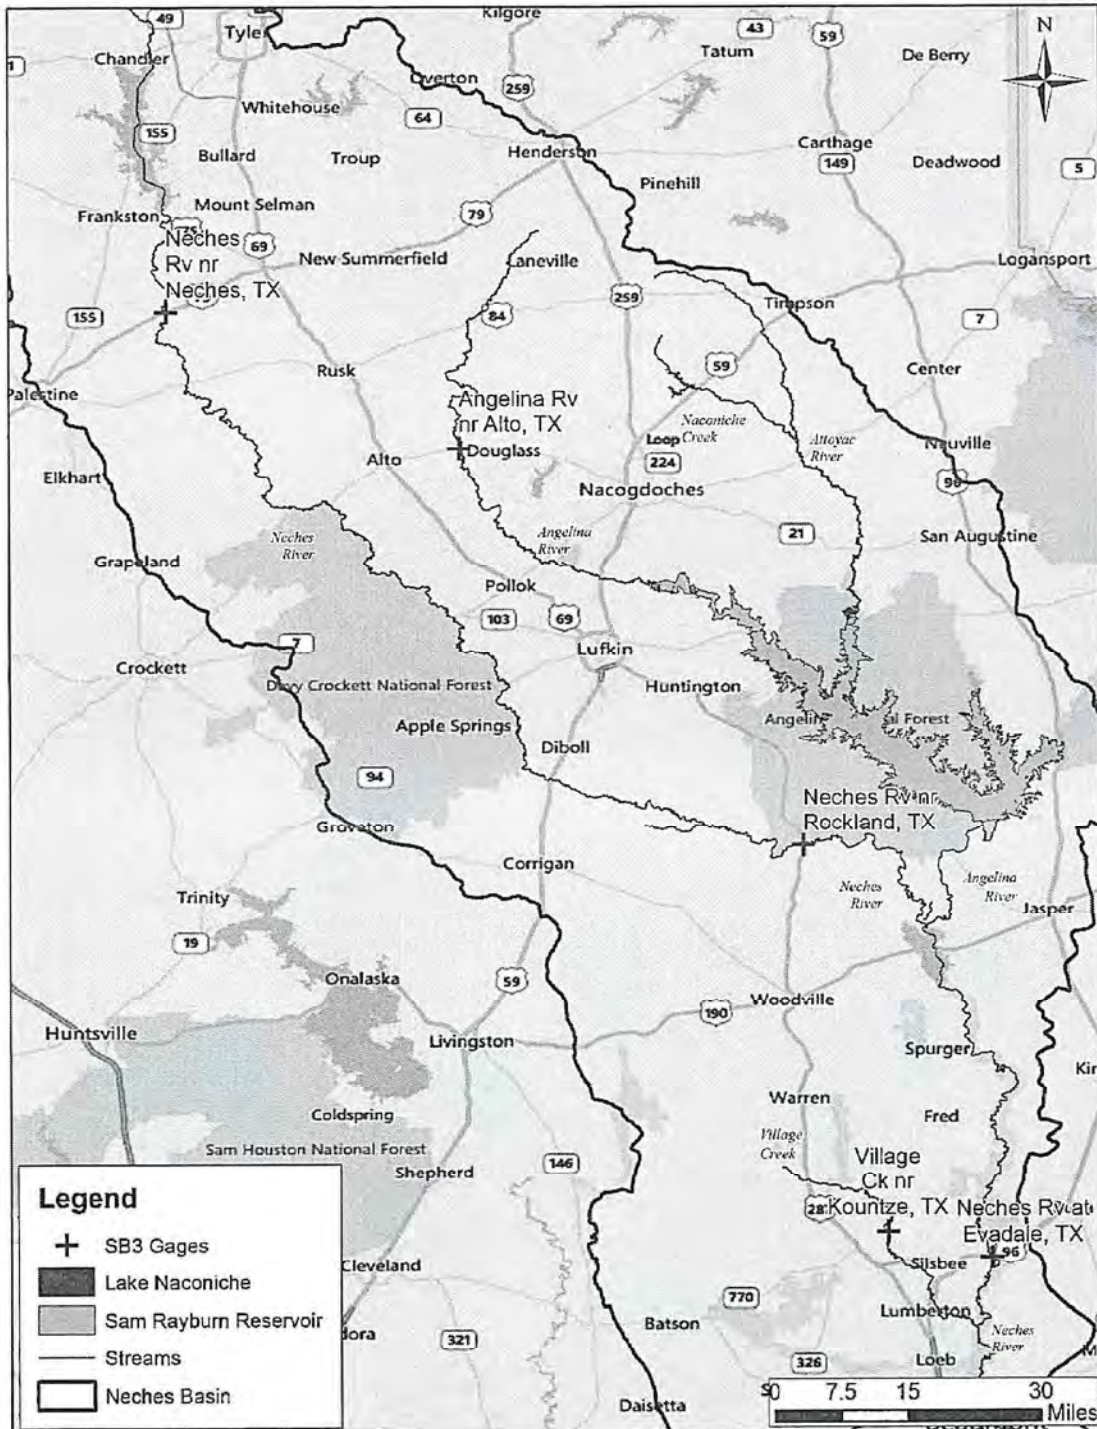 49
Tyle
Kilgore
43
59
Tatum
De Berry
N
Chandler
Overton
259
Whitehouse
64
155
Carthage
149
Henderson
Deadwood
5
Bullard
Troup
Pinehill
Mount Selman
79
Frankston
Neches
Rv nr
Neches, TX
69
New Summerfield
Laneville
Logansport
155
84
259
Timpson
7
Palestine
Rusk
59
Center
Angelina Rv
nr Alto, TX
Naconiche
Creek
Loop
224
Attoyac
River
Neuville
Alto
Douglass
Elkhart
Nacogdoches
Neches
River
Angelina
River
21
San Augustine
Grapeland
Pollok
103
69
7
Lufkin
Crockett
Davy Crockett National Forest
Huntington
Apple Springs
Angelin
al Forest
Diboll
94
Neches Rv nr
Rockland, TX
Groveton
Corrigan
Trinity
Neches
River
Angelina
River
Jasper
19
Onalaska
59
Woodville
190
Huntsville
Livingston
Spurger
Kir
Warren
Coldspring
Fred
Sam Houston National Forest
Village
Creek
Shepherd
146
Village
Ck nr
Kountze, TX
Neches Rv at
Evadale, TX
96
Silsbee
Legend
SB3 Gages
Lake Naconiche
Sam Rayburn Reservoir
Streams
Neches Basin
Cleveland
770
Lumberton
dora
321
Batson
Neches
River
326
Loeb
Daisetta
0 7.5 15 30
Miles